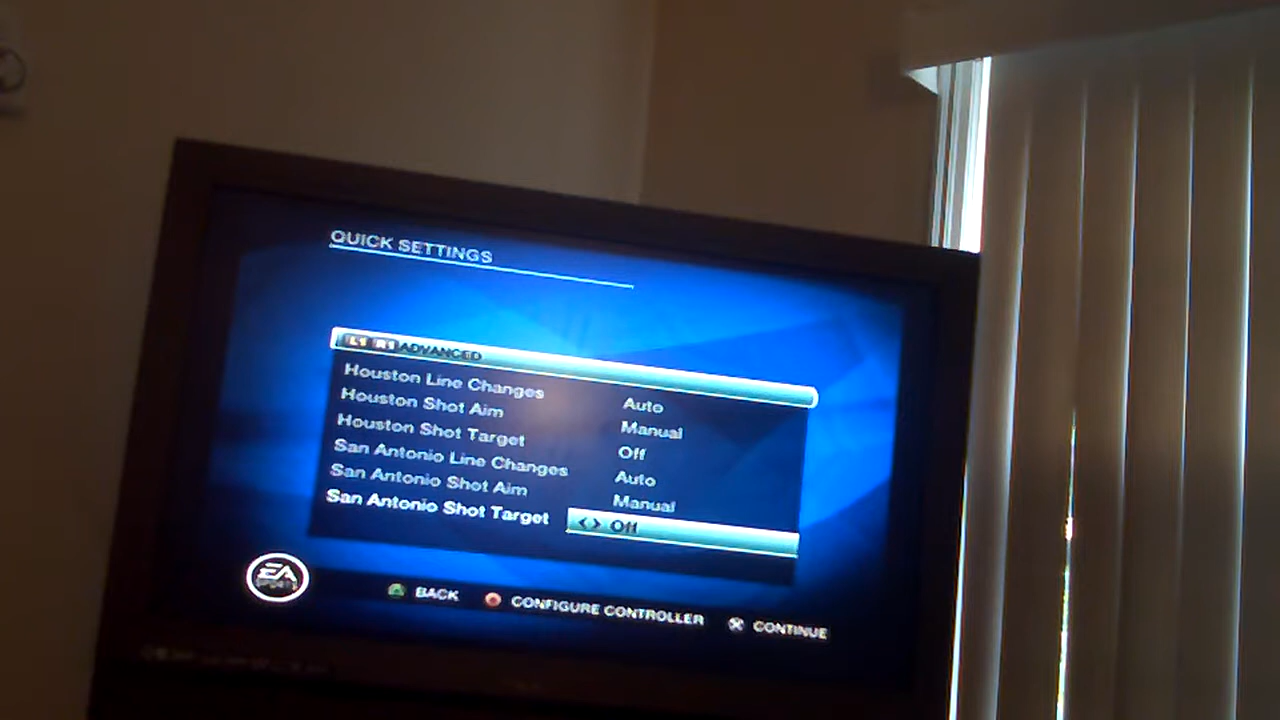 QUICK SETTINGS
L1 R1 ADVANCED
Houston Line Changes Auto
Houston Shot Aim Manual
Houston Shot Target Off
San Antonio Line Changes Auto
San Antonio Shot Aim Manual
San Antonio Shot Target <> Off
EA
SPORTS
BACK CONFIGURE CONTROLLER X CONTINUE